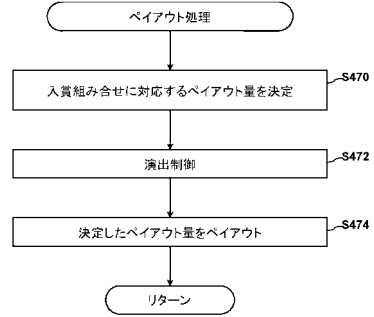 ペイアウト処理
S470
入賞組み合せに対応するペイアウト量を決定
S472
演出制御
S474
決定したペイアウト量をペイアウト
リターン